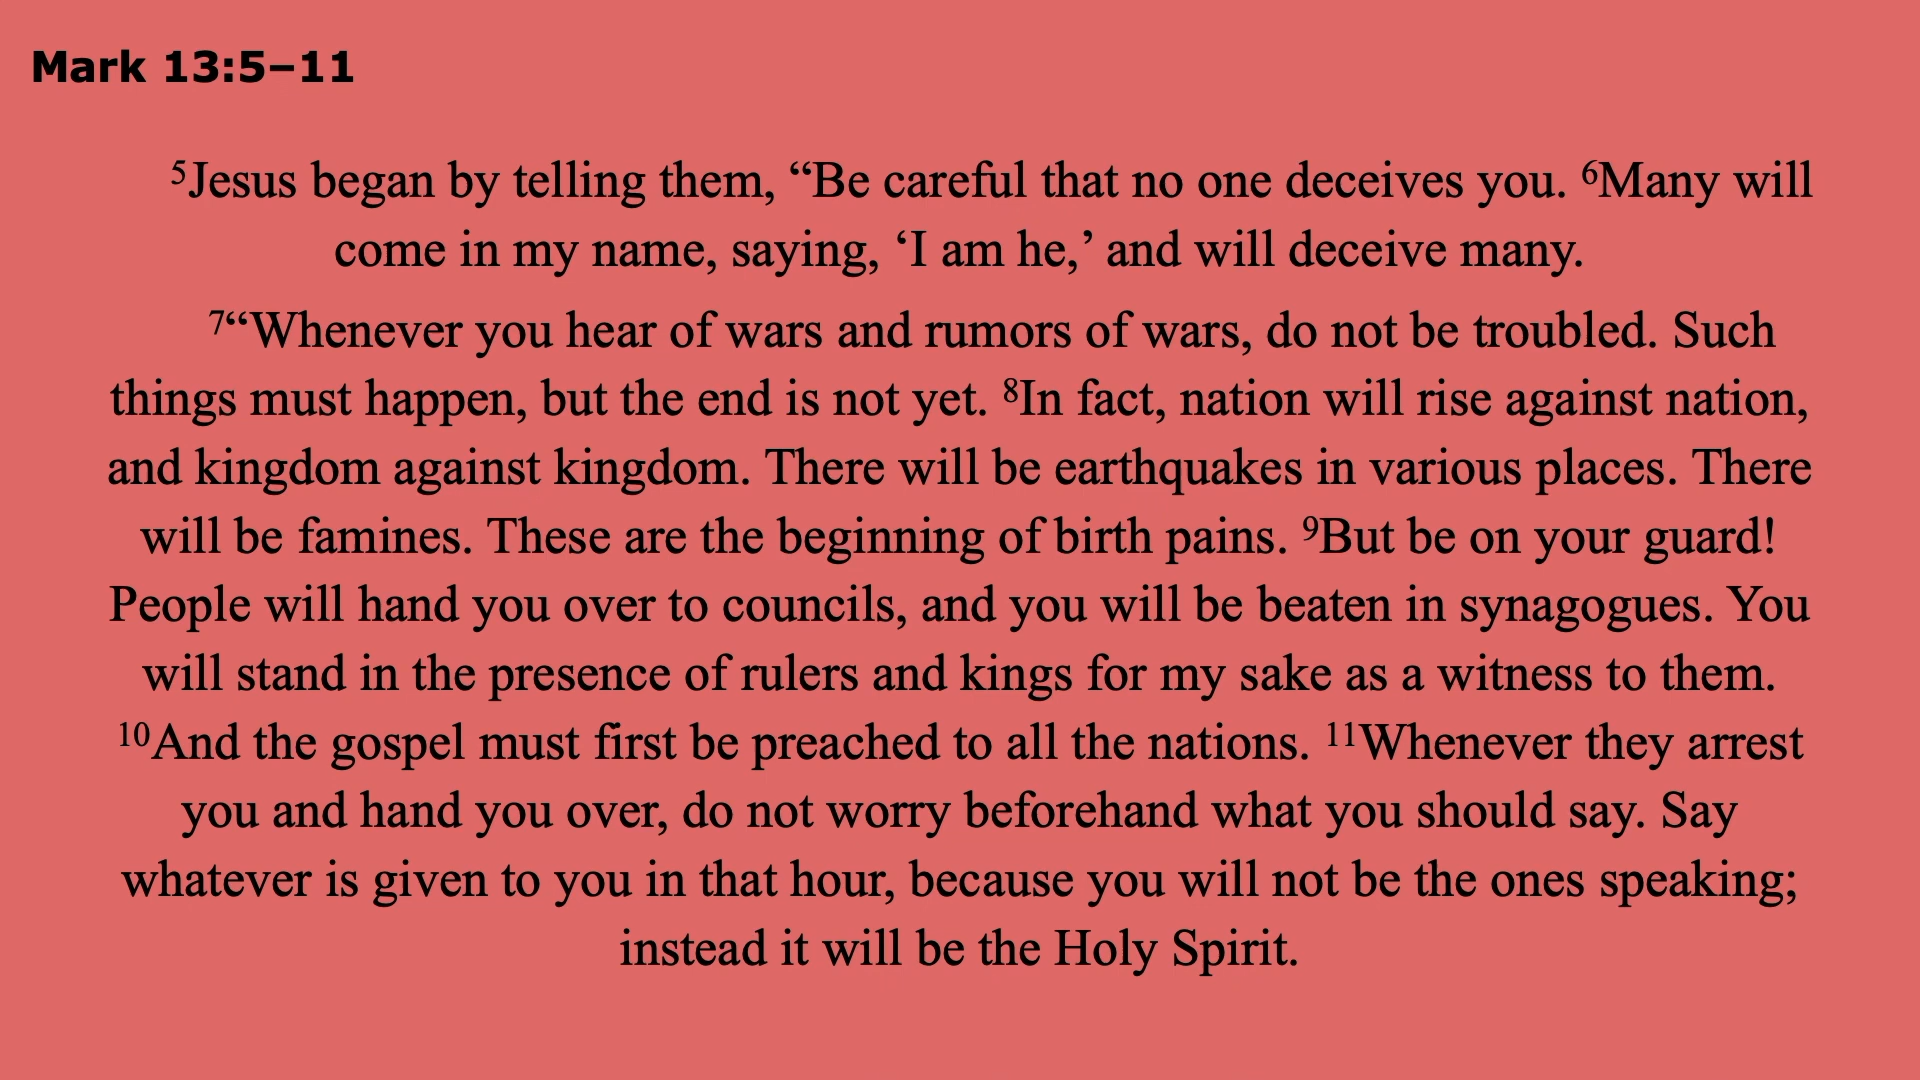 Mark 13:5–11
⁵Jesus began by telling them, “Be careful that no one deceives you. ⁶Many will
come in my name, saying, ‘I am he,’ and will deceive many.
⁷“Whenever you hear of wars and rumors of wars, do not be troubled. Such
things must happen, but the end is not yet. ⁸In fact, nation will rise against nation,
and kingdom against kingdom. There will be earthquakes in various places. There
will be famines. These are the beginning of birth pains. ⁹But be on your guard!
People will hand you over to councils, and you will be beaten in synagogues. You
will stand in the presence of rulers and kings for my sake as a witness to them.
¹⁰And the gospel must first be preached to all the nations. ¹¹Whenever they arrest
you and hand you over, do not worry beforehand what you should say. Say
whatever is given to you in that hour, because you will not be the ones speaking;
instead it will be the Holy Spirit.